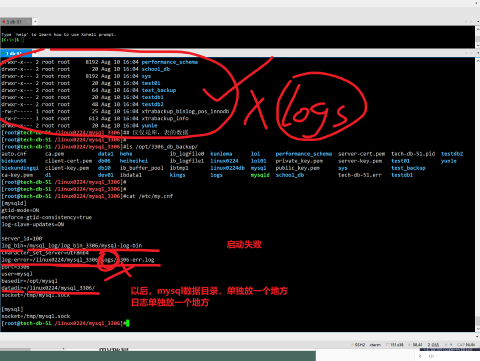 Type `help' to learn how to use Xshell prompt.
[E:\~]$
drwxr-x--- 2 root root 8192 Aug 10 16:04 performance_schema
drwxr-x--- 2 root root 20 Aug 10 16:04 school_db
drwxr-x--- 2 root root 8192 Aug 10 16:04 sys
drwxr-x--- 2 root root 20 Aug 10 16:04 test01
drwxr-x--- 2 root root 64 Aug 10 16:04 test_backup
drwxr-x--- 2 root root 20 Aug 10 16:04 testdb1
drwxr-x--- 2 root root 48 Aug 10 16:04 testdb2
-rw-r----- 1 root root 25 Aug 10 16:04 xtrabackup_binlog_pos_innodb
-rw-r----- 1 root root 613 Aug 10 16:04 xtrabackup_info
drwxr-x--- 2 root root 20 Aug 10 16:04 yunle
logs
[root@tech-db-51 /linux0224/mysql_3306]## 仅仅是库、表的数据
[root@tech-db-51 /linux0224/mysql_3306]#
[root@tech-db-51 /linux0224/mysql_3306]#ls /opt/3306_db_backup/
auto.cnf ca.pem data1 heihei ib_logfile0 kunlema lol performance_schema server-cert.pem tech-db-51.pid testdb2
client-cert.pem db06 heiheihei ib_logfile1 linux0224 lol01 private_key.pem server-key.pem test01 yunle
client-key.pem db10 ib_buffer_pool ibtmp1 linux0224db mysql public_key.pem sys testdb1
ca-key.pem d1 dev01 ibdata1 kings logs mysqld school_db tech-db-51.err
[root@tech-db-51 /linux0224/mysql_3306]#
[root@tech-db-51 /linux0224/mysql_3306]#
[root@tech-db-51 /linux0224/mysql_3306]#cat /etc/my.cnf
[mysqld]
gtid-mode=ON
enforce-gtid-consistency=true
log-slave-updates=ON
server_id=100
log_bin=/mysql_log/log_bin_3306/mysql-log-bin
启动失败
character_set_server=utf8mb4
log-error=/linux0224/mysql_3306/logs/3306-err.log
port=3306
user=mysql
basedir=/opt/mysql
datadir=/linux0224/mysql_3306/
以后，mysql数据目录，单独放一个地方
socket=/tmp/mysql.sock
日志单独放一个地方
[mysql]
socket=/tmp/mysql.sock
[root@tech-db-51 /linux0224/mysql_3306]#